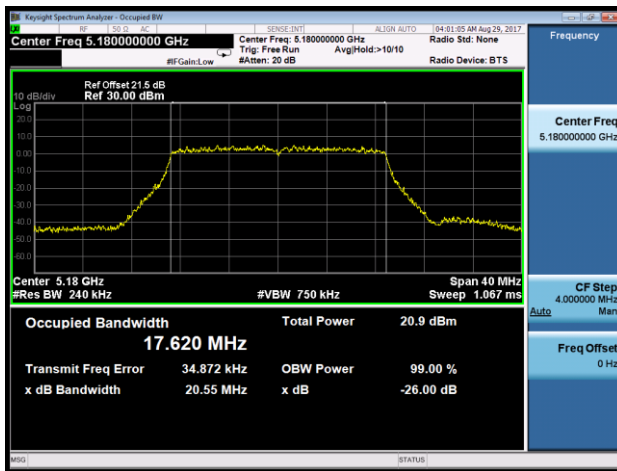 Keysight Spectrum Analyzer - Occupied BW
RF 50 Ω AC SENSE:INT ALIGN AUTO 04:01:05 AM Aug 29, 2017
Center Freq 5.180000000 GHz Center Freq: 5.180000000 GHz Radio Std: None
Trig: Free Run Avg|Hold:>10/10
#IFGain:Low #Atten: 20 dB Radio Device: BTS
Frequency
Ref Offset 21.5 dB
10 dB/div Ref 30.00 dBm
Log
20.0
10.0
0.00
-10.0
-20.0
-30.0
-40.0
-50.0
-60.0
Center 5.18 GHz Span 40 MHz
#Res BW 240 kHz #VBW 750 kHz Sweep 1.067 ms
Center Freq
5.180000000 GHz
CF Step
4.000000 MHz
Auto Man
Freq Offset
0 Hz
Occupied Bandwidth Total Power 20.9 dBm
17.620 MHz
Transmit Freq Error 34.872 kHz OBW Power 99.00 %
x dB Bandwidth 20.55 MHz x dB -26.00 dB
MSG STATUS